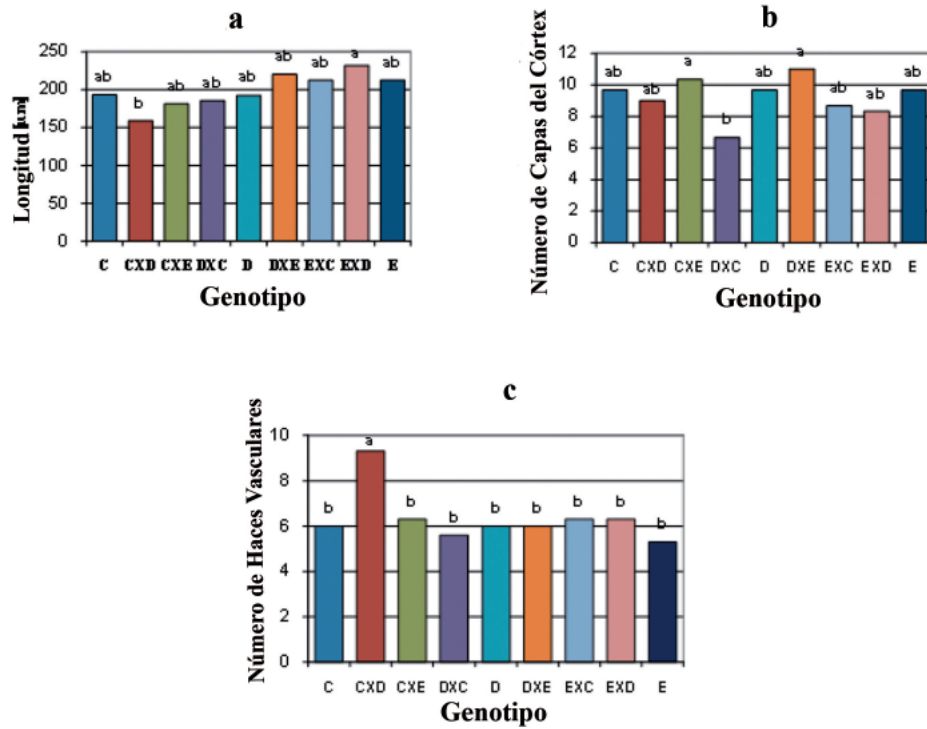 a
250
200
150
100
50
0
Longitud [µm]
ab b ab ab ab ab ab a ab
C CXD CXE DXC D DXE EXC EXD E
Genotipo
b
12
10
8
6
4
2
0
Número de Capas del Córtex
ab ab a b ab a ab ab ab
C CXD CXE DXC D DXE EXC EXD E
Genotipo
c
10
8
6
4
2
0
Número de Haces Vasculares
b a b b b b b b b
C CXD CXE DXC D DXE EXC EXD E
Genotipo